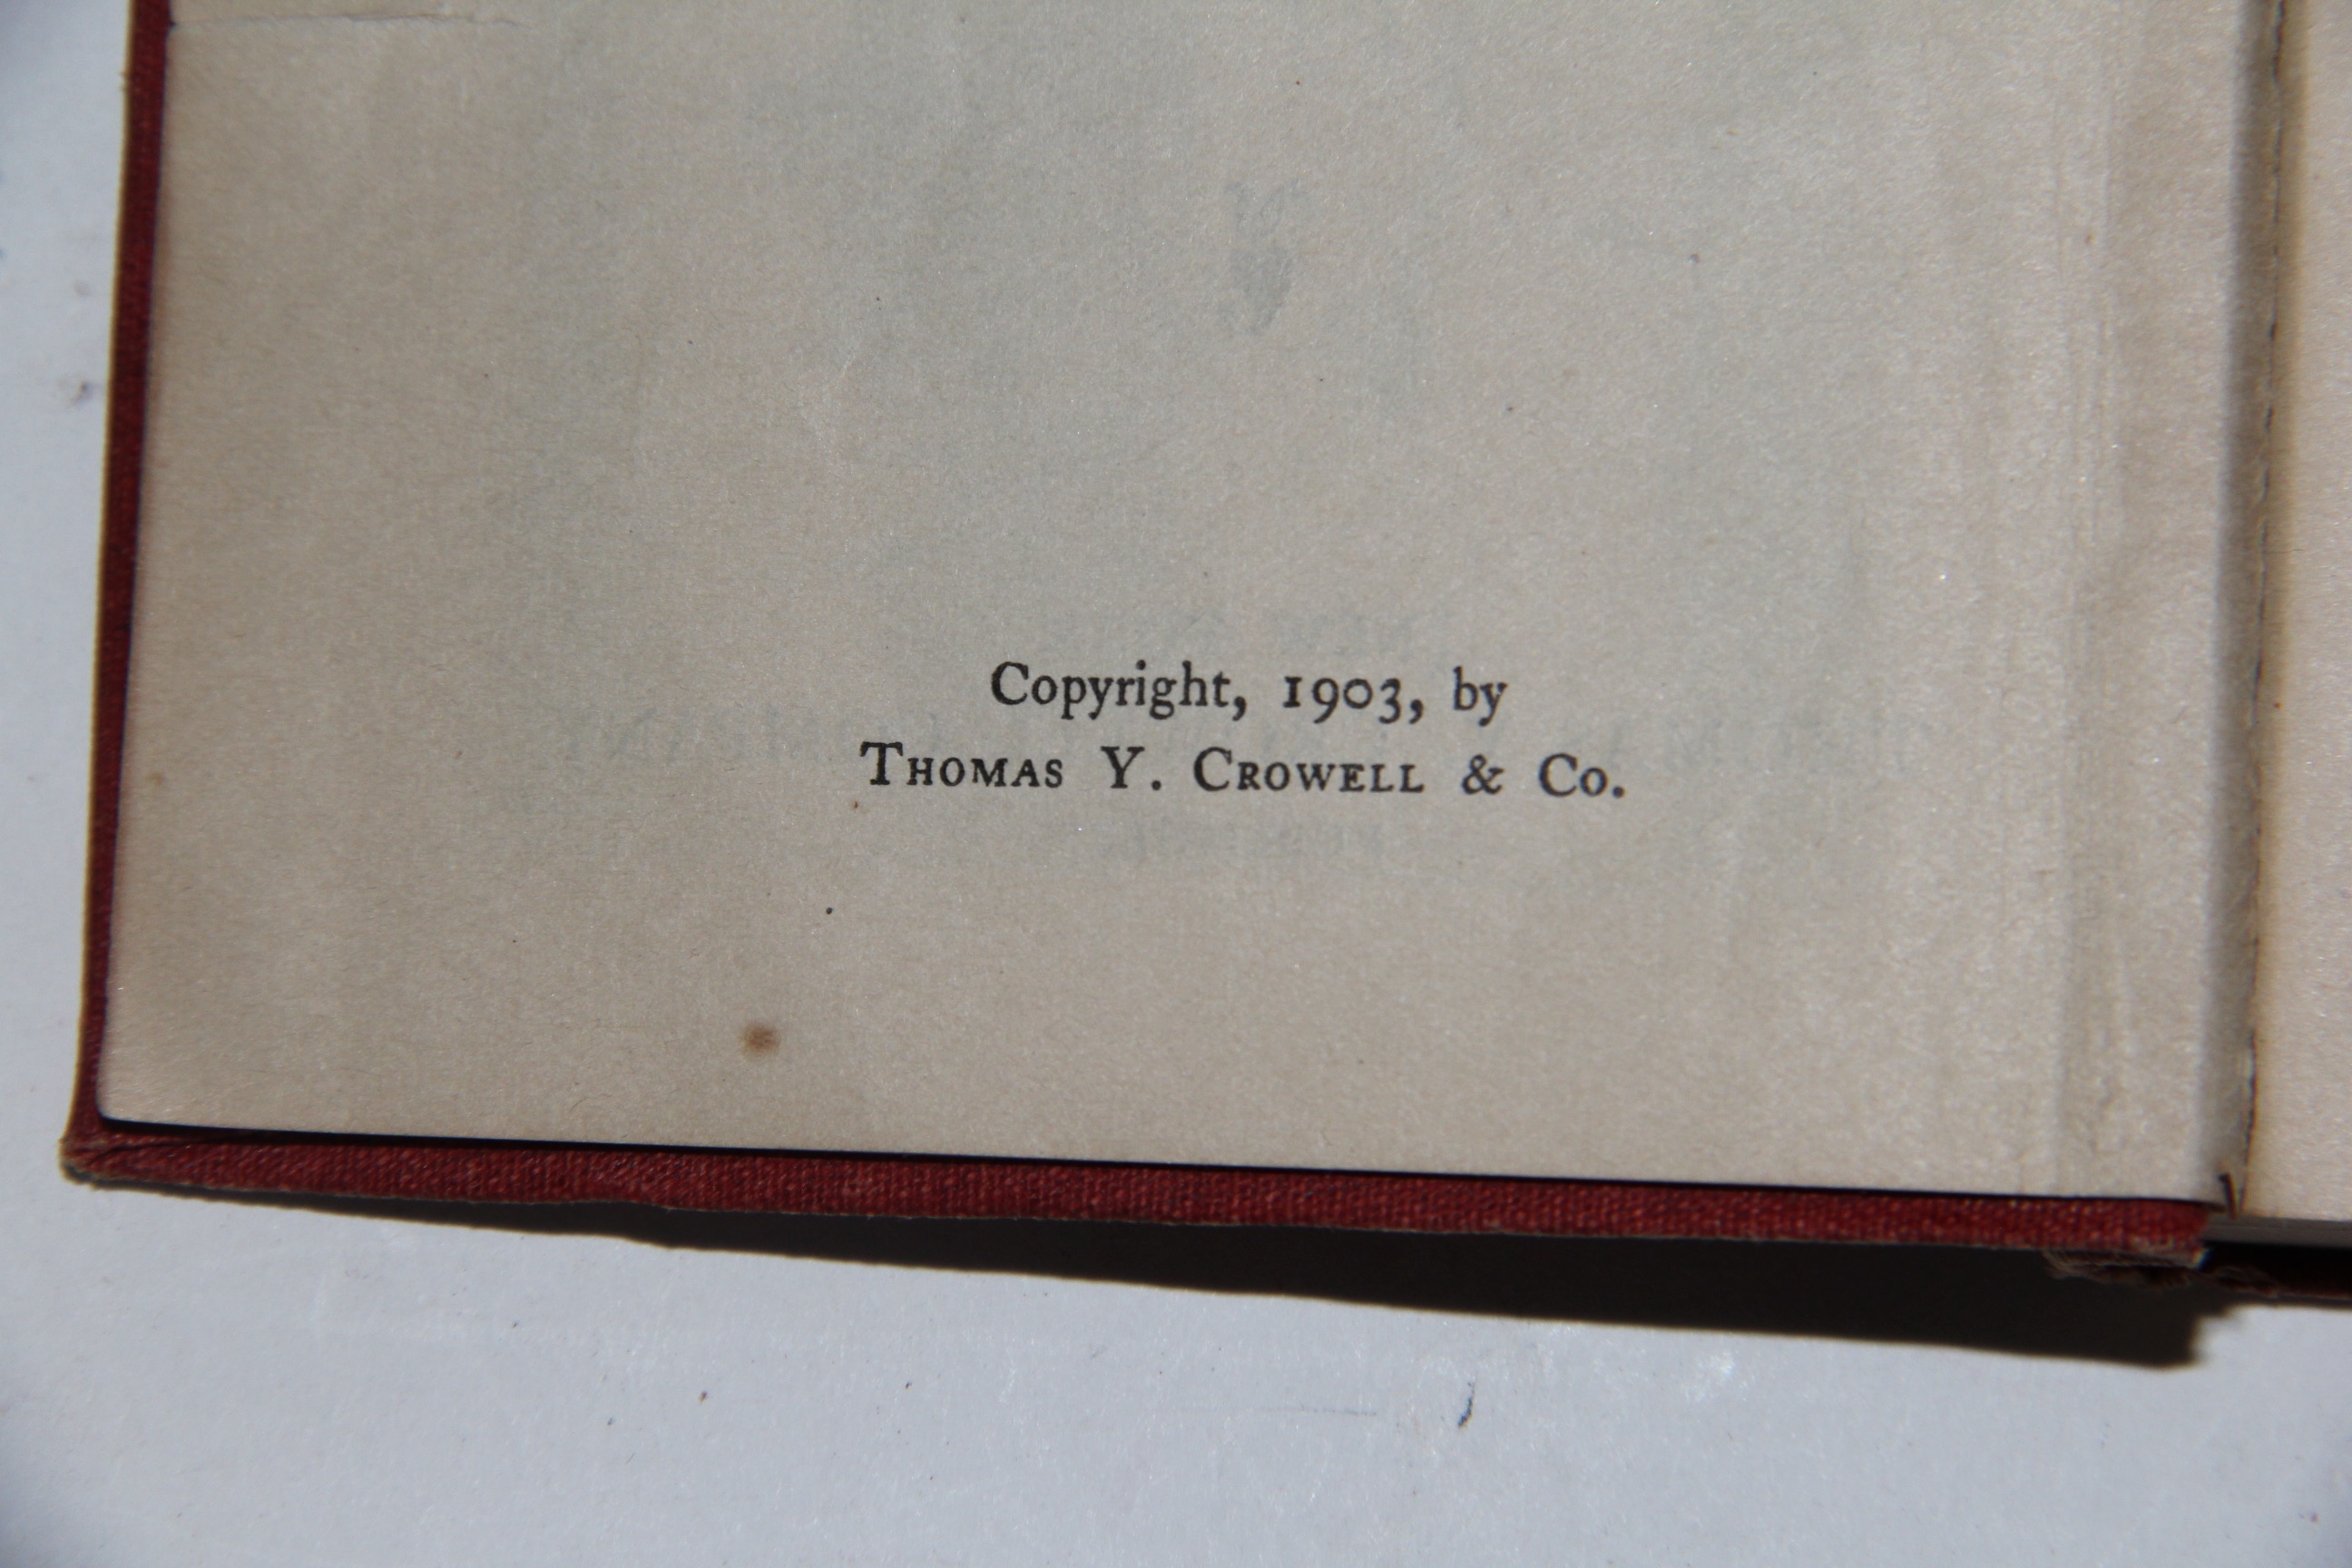 Copyright, 1903, by
Thomas Y. Crowell & Co.